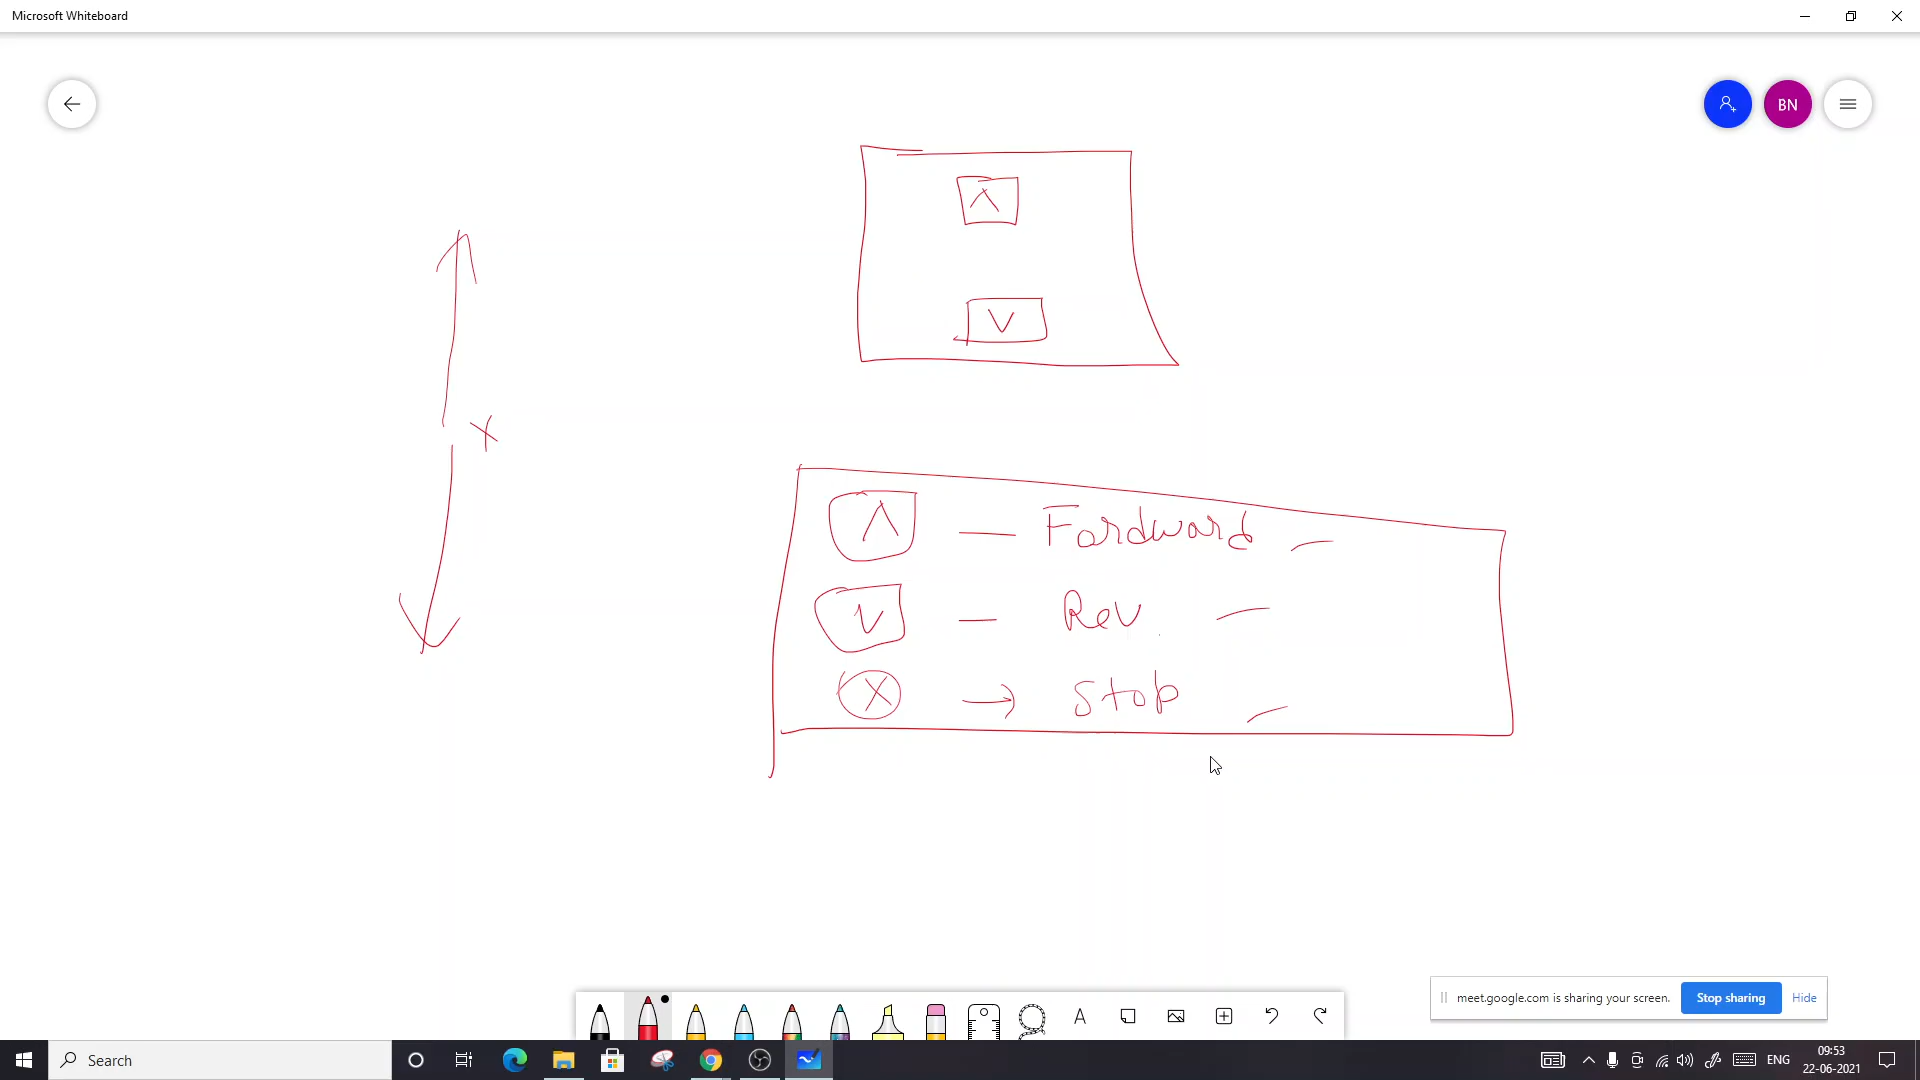 Microsoft Whiteboard
BN
^
V
X
^ — Fordward —
V — Rev. —
X → Stop —
A
meet.google.com is sharing your screen.
Stop sharing
Hide
Search
ENG
09:53
22-06-2021